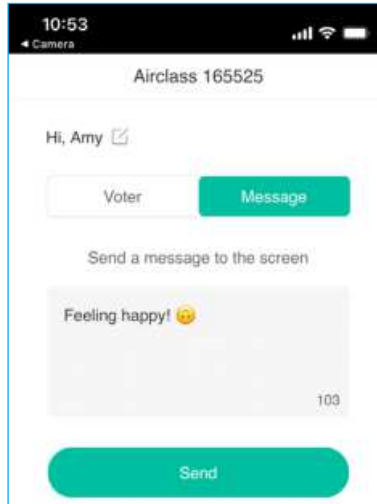 10:53
◀ Camera
Airclass 165525
Hi, Amy
Voter
Message
Send a message to the screen
Feeling happy! 🙃
103
Send